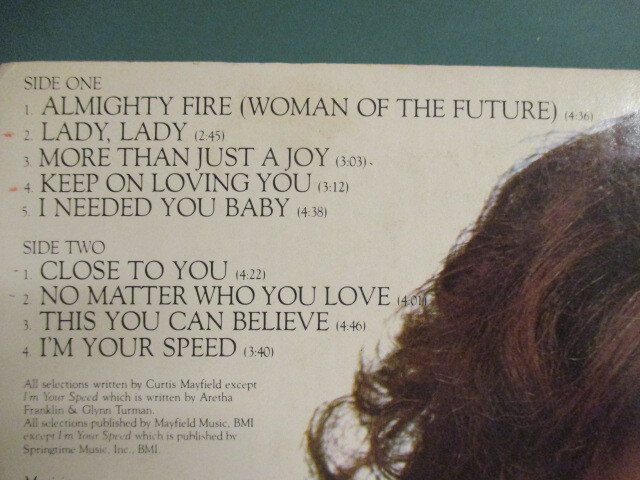 SIDE ONE
1. ALMIGHTY FIRE (WOMAN OF THE FUTURE) (4:36)
2. LADY, LADY (2:45)
3. MORE THAN JUST A JOY (3:03)
4. KEEP ON LOVING YOU (3:12)
5. I NEEDED YOU BABY (4:38)
SIDE TWO
1. CLOSE TO YOU (4:22)
2. NO MATTER WHO YOU LOVE (4:01)
3. THIS YOU CAN BELIEVE (4:46)
4. I'M YOUR SPEED (3:40)
All selections written by Curtis Mayfield except
I'm Your Speed which is written by Aretha
Franklin & Glynn Turman.
All selections published by Mayfield Music, BMI
except I'm Your Speed which is published by
Springtime Music, Inc., BMI.